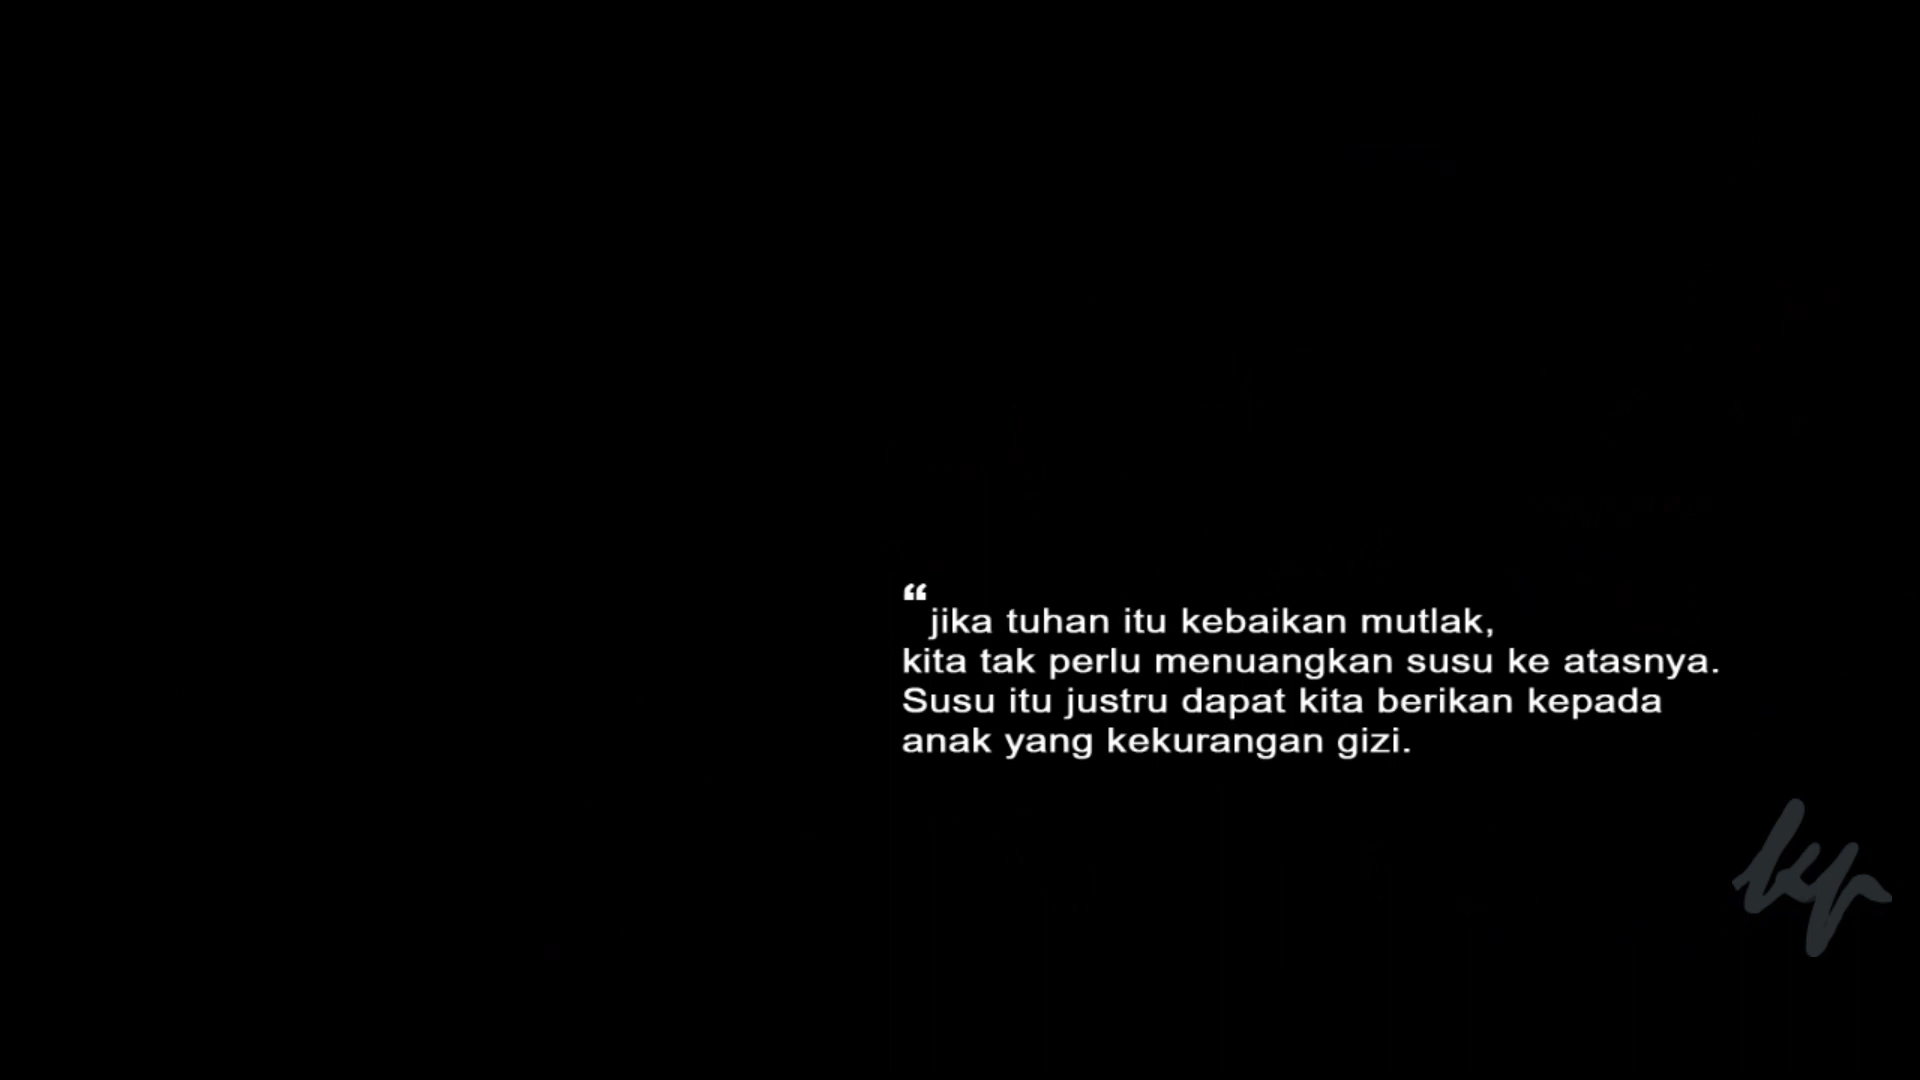 “jika tuhan itu kebaikan mutlak,
kita tak perlu menuangkan susu ke atasnya.
Susu itu justru dapat kita berikan kepada
anak yang kekurangan gizi.